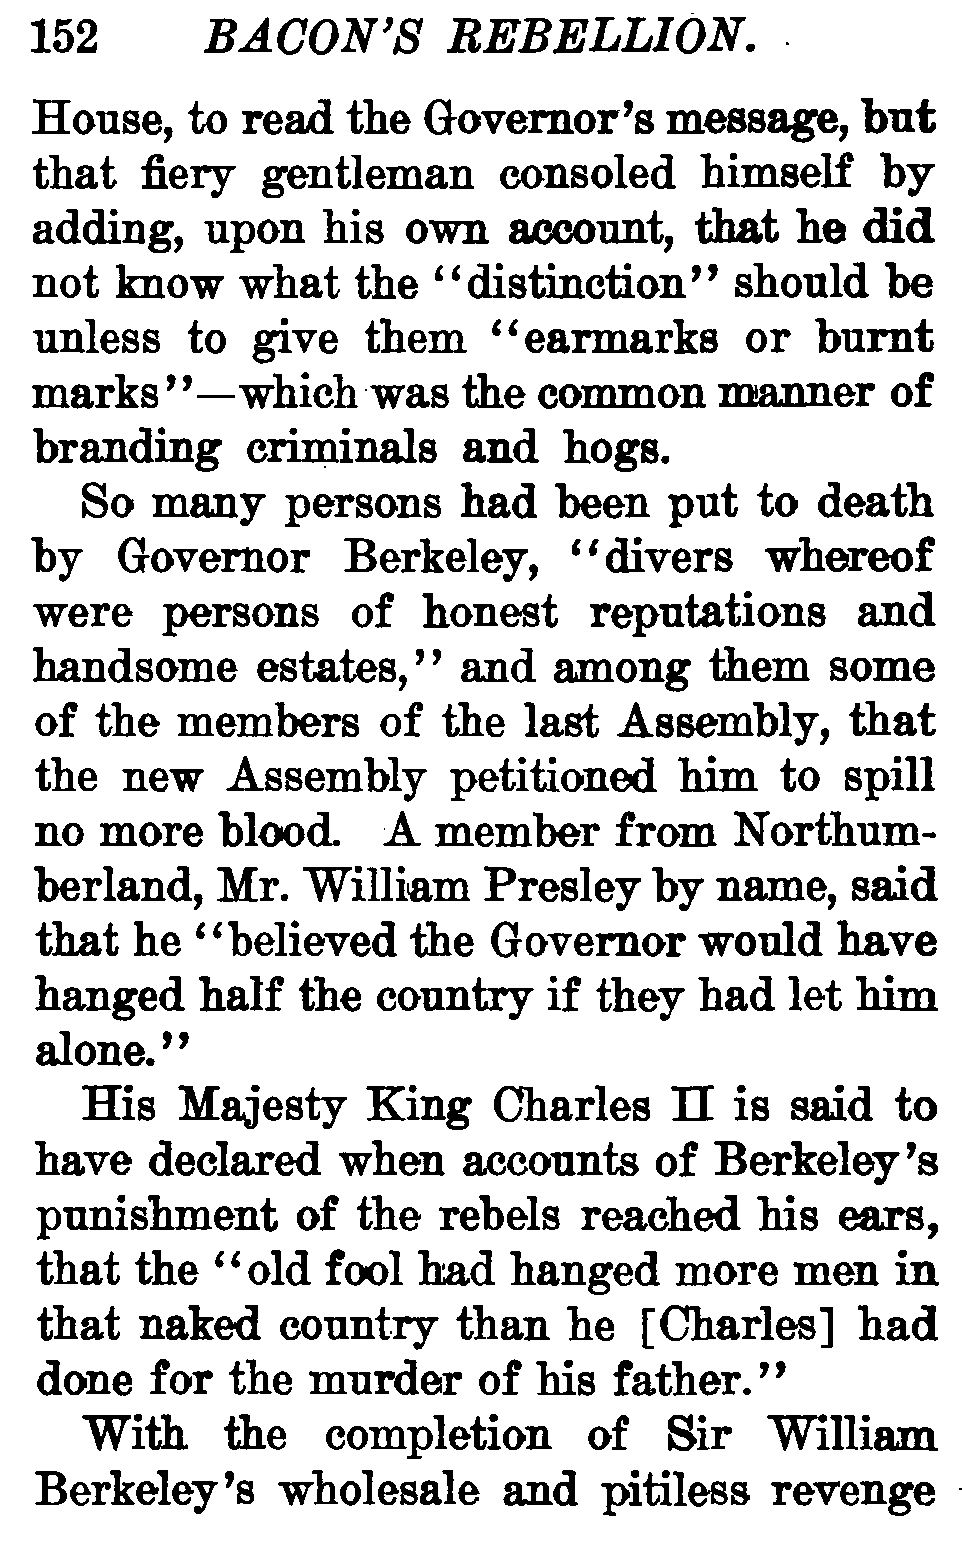 152 BACON'S REBELLION.
House, to read the Governor's message, but
that fiery gentleman consoled himself by
adding, upon his own account, that he did
not know what the "distinction" should be
unless to give them "earmarks or burnt
marks"—which was the common manner of
branding criminals and hogs.
So many persons had been put to death
by Governor Berkeley, "divers whereof
were persons of honest reputations and
handsome estates," and among them some
of the members of the last Assembly, that
the new Assembly petitioned him to spill
no more blood. A member from Northum-
berland, Mr. William Presley by name, said
that he "believed the Governor would have
hanged half the country if they had let him
alone."
His Majesty King Charles II is said to
have declared when accounts of Berkeley's
punishment of the rebels reached his ears,
that the "old fool had hanged more men in
that naked country than he [Charles] had
done for the murder of his father."
With the completion of Sir William
Berkeley's wholesale and pitiless revenge